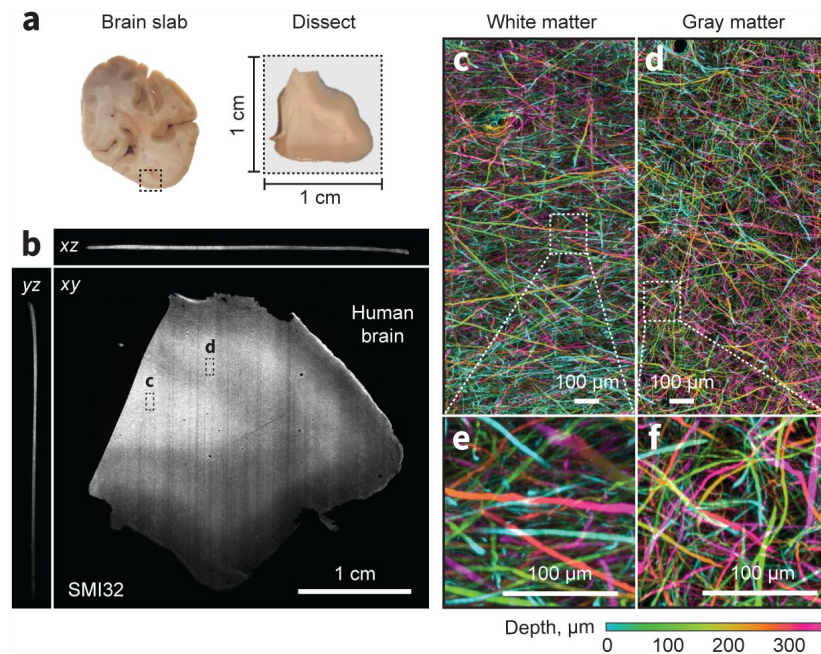 a
Brain slab
Dissect
1 cm
1 cm
White matter
Gray matter
c
d
100 µm
100 µm
b
xz
yz
xy
Human
brain
d
c
SMI32
1 cm
e
f
100 µm
100 µm
Depth, µm
0
100
200
300